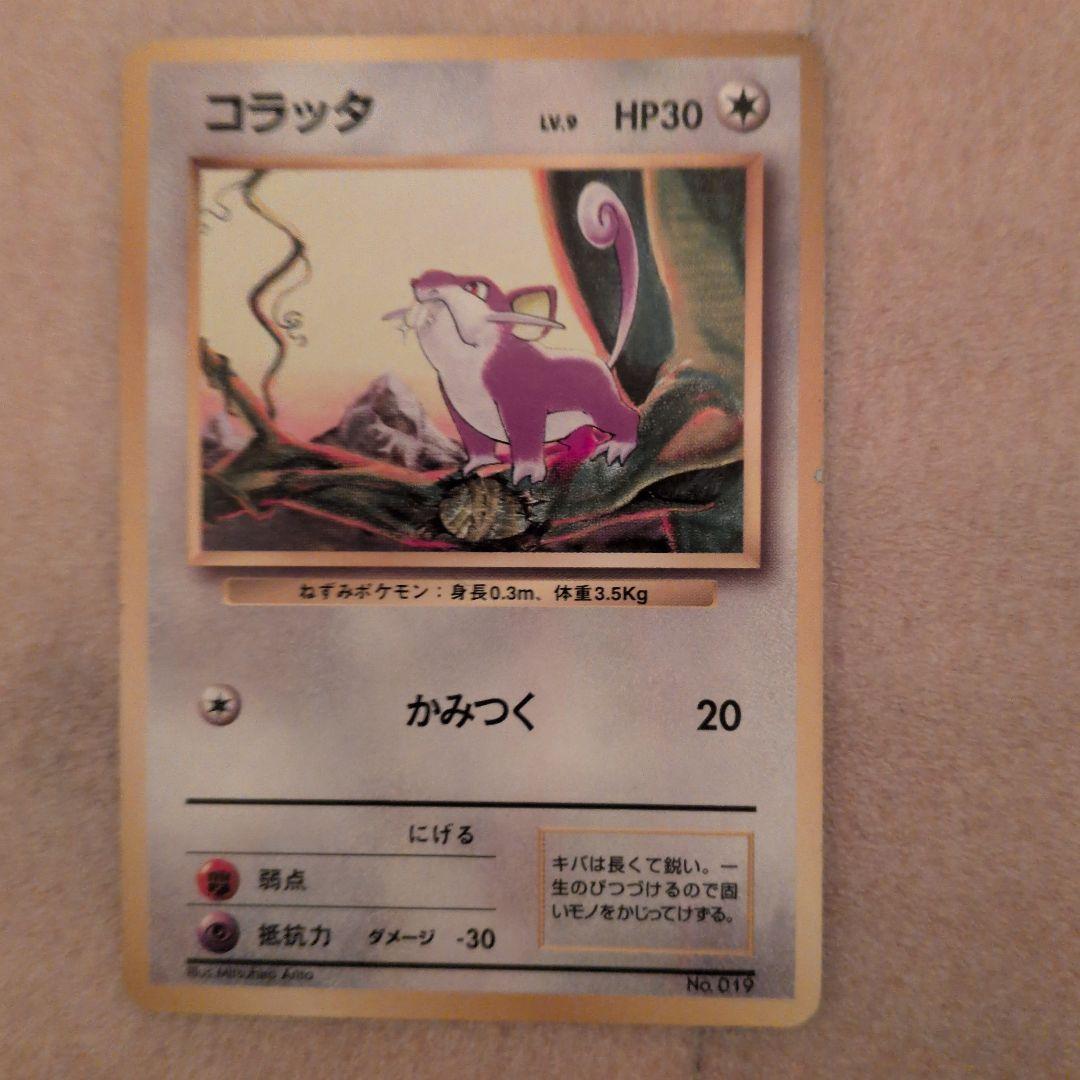 コラッタ LV.9 HP30
ねずみポケモン：身長0.3m、体重3.5Kg
かみつく 20
にげる
弱点
抵抗力 ダメージ -30
キバは長くて鋭い。一
生のびつづけるので固
いモノをかじってけずる。
Illus. Mitsuhiro Arita
No. 019